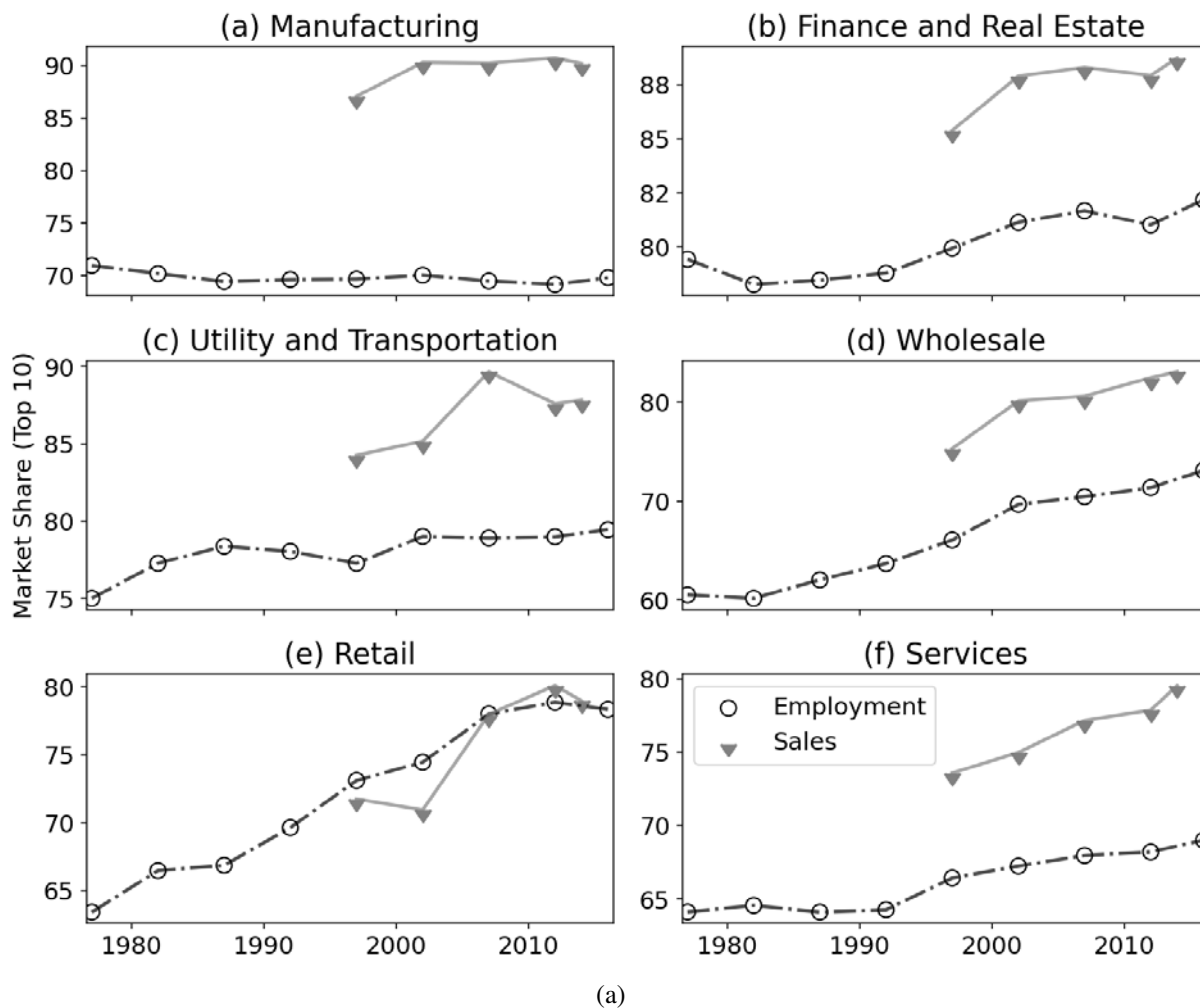 (a) Manufacturing
90
85
80
75
70
(b) Finance and Real Estate
88
85
82
80
Market Share (Top 10)
(c) Utility and Transportation
90
85
80
75
(d) Wholesale
80
70
60
(e) Retail
80
75
70
65
1980 1990 2000 2010
(f) Services
80
75
70
65
Employment
Sales
1980 1990 2000 2010
(a)